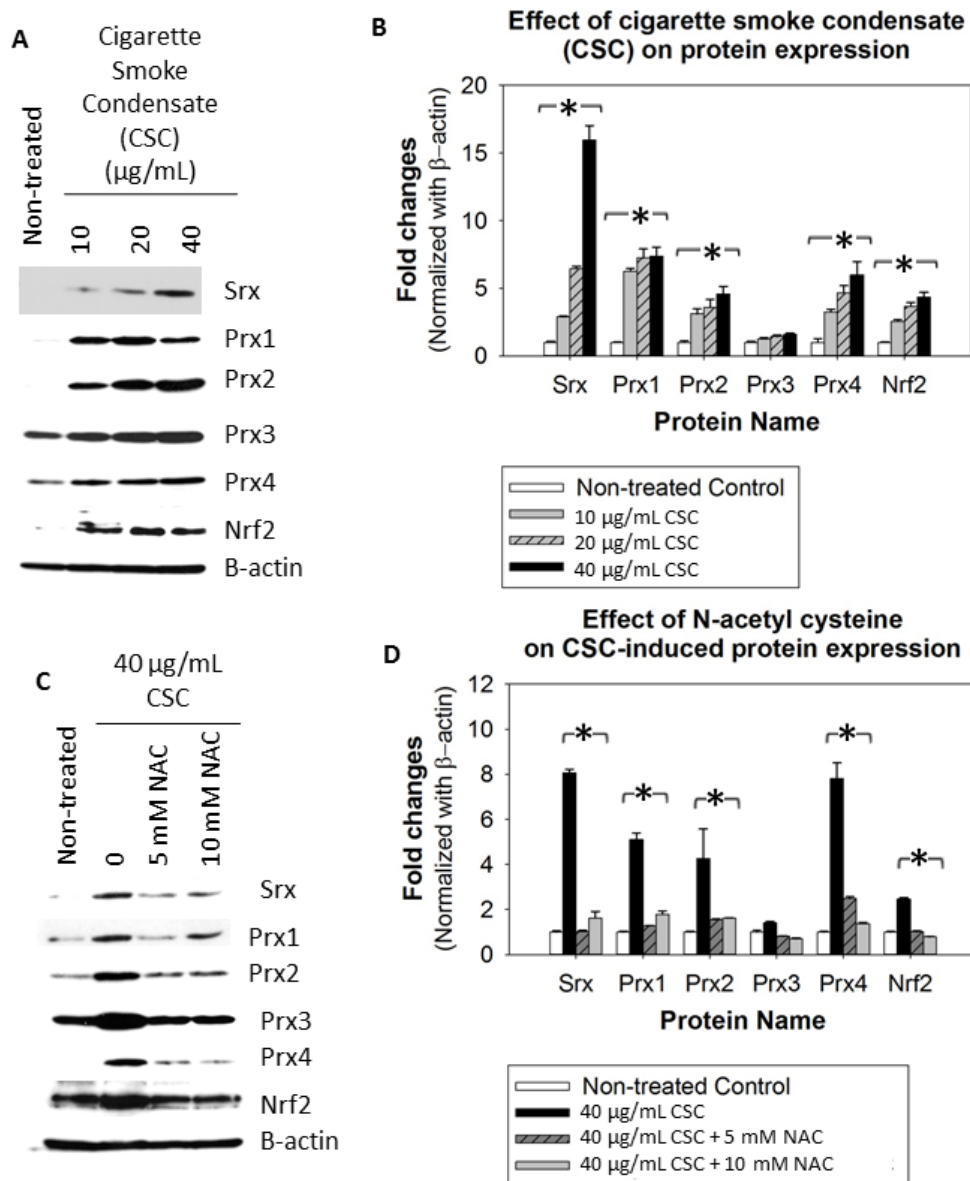 A
Cigarette
Smoke
Condensate
(CSC)
(µg/mL)
Non-treated
10
20
40
Srx
Prx1
Prx2
Prx3
Prx4
Nrf2
B-actin
B
Effect of cigarette smoke condensate
(CSC) on protein expression
Fold changes
(Normalized with β−actin)
20
15
10
5
0
*
*
*
*
*
Srx Prx1 Prx2 Prx3 Prx4 Nrf2
Protein Name
Non-treated Control
10 µg/mL CSC
20 µg/mL CSC
40 µg/mL CSC
C
40 µg/mL
CSC
Non-treated
0
5 mM NAC
10 mM NAC
Srx
Prx1
Prx2
Prx3
Prx4
Nrf2
B-actin
D
Effect of N-acetyl cysteine
on CSC-induced protein expression
Fold changes
(Normalized with β−actin)
12
10
8
6
4
2
0
*
*
*
*
*
Srx Prx1 Prx2 Prx3 Prx4 Nrf2
Protein Name
Non-treated Control
40 µg/mL CSC
40 µg/mL CSC + 5 mM NAC
40 µg/mL CSC + 10 mM NAC